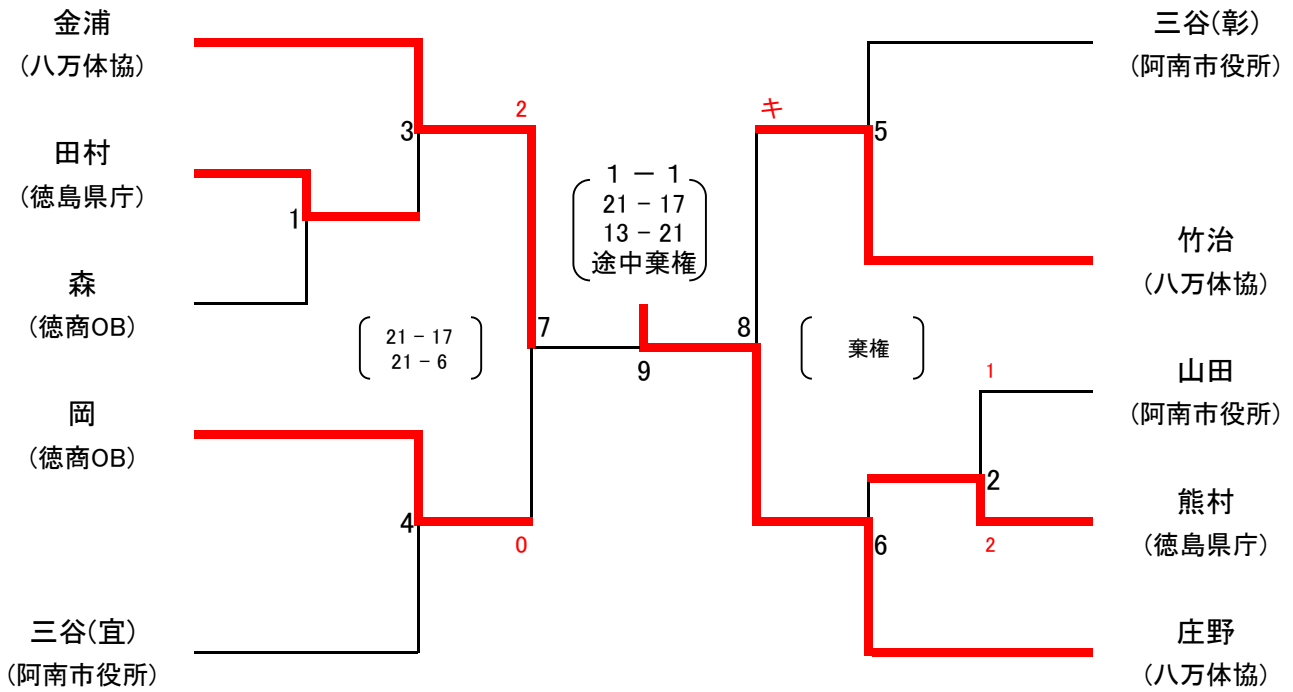 金浦
(八万体協)
田村
(徳島県庁)
森
(徳商OB)
岡
(徳商OB)
三谷(宜)
(阿南市役所)
1
3
4
2
0
21 - 17
21 - 6
7
1 － 1
21 - 17
13 - 21
途中棄権
9
8
棄権
キ
5
6
2
1
2
三谷(彰)
(阿南市役所)
竹治
(八万体協)
山田
(阿南市役所)
熊村
(徳島県庁)
庄野
(八万体協)